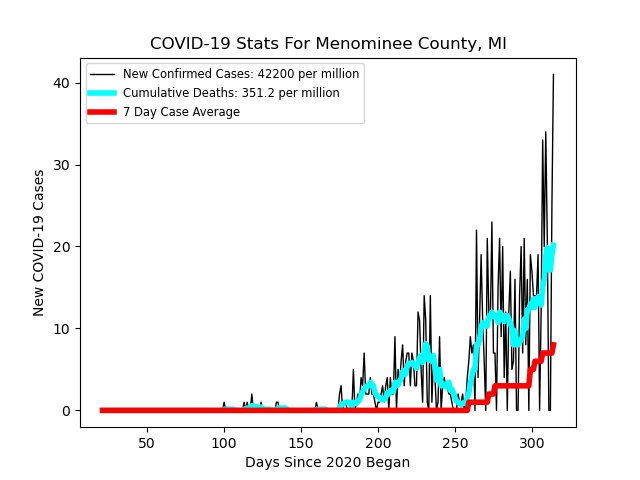 COVID-19 Stats For Menominee County, MI
New Confirmed Cases: 42200 per million
Cumulative Deaths: 351.2 per million
7 Day Case Average
New COVID-19 Cases
40
30
20
10
0
50 100 150 200 250 300
Days Since 2020 Began